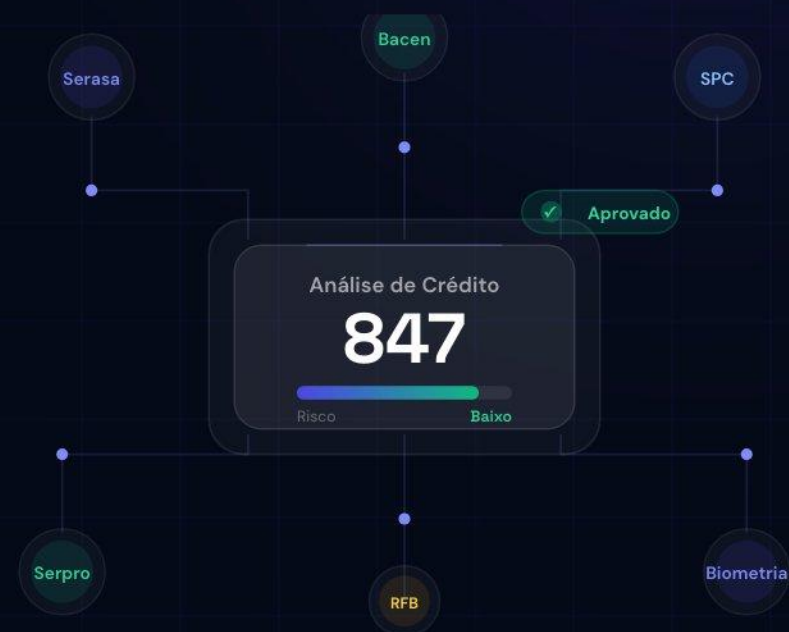 Bacen
Serasa
SPC
✓ Aprovado
Análise de Crédito
847
Risco
Baixo
Serpro
Biometria
RFB